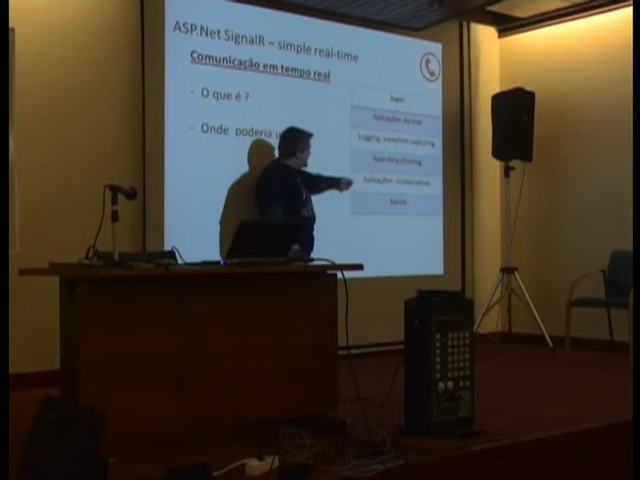 ASP.Net SignalR – simple real-time
Comunicação em tempo real
- O que é ?
- Onde poderia
Jogos
Aplicações de chat
Logging, exception capturing
Real-time charting
Aplicações colaborativas